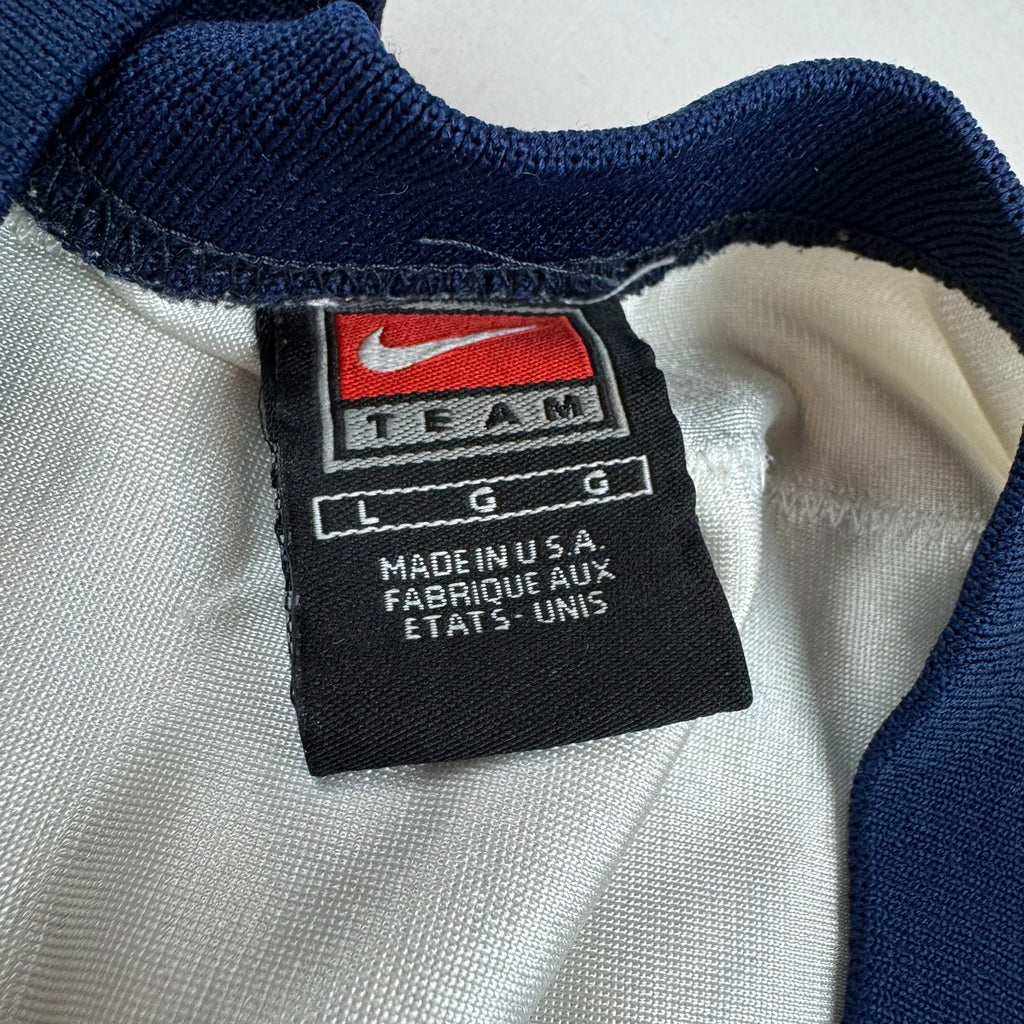 TEAM
L G G
MADE IN U.S.A.
FABRIQUE AUX
ETATS-UNIS